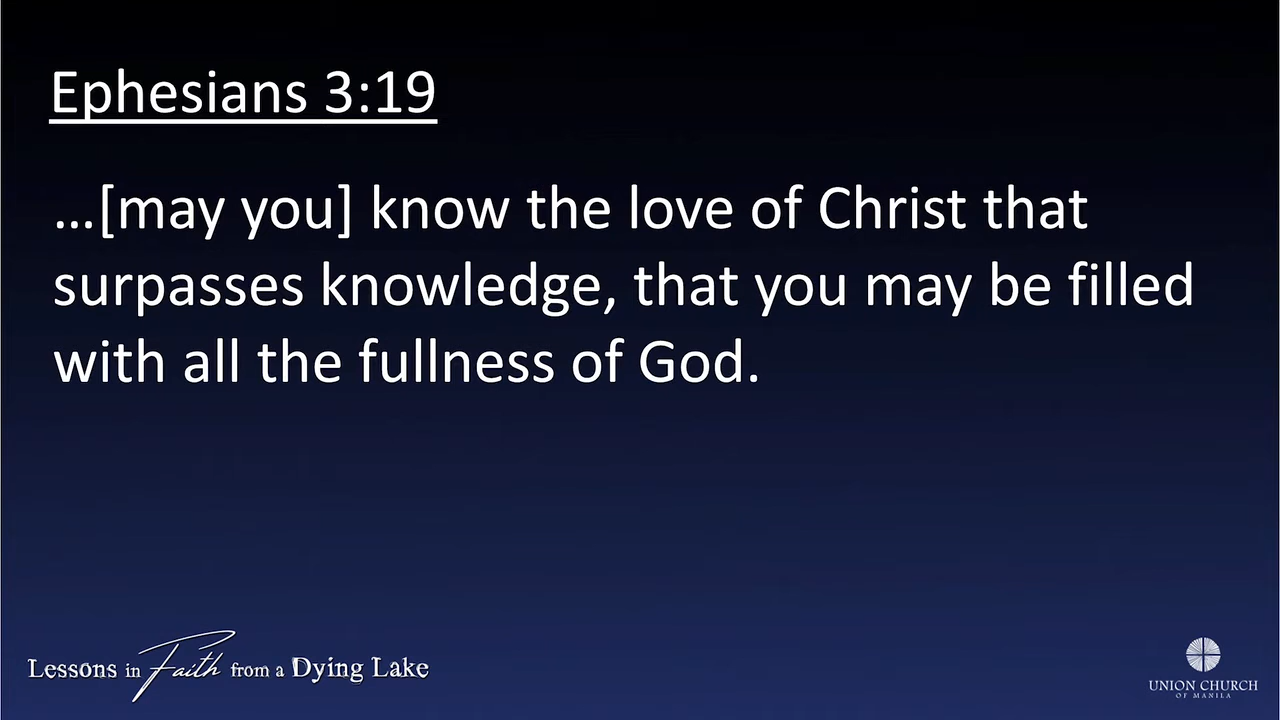 Ephesians 3:19
…[may you] know the love of Christ that
surpasses knowledge, that you may be filled
with all the fullness of God.
Lessons in Faith from a Dying Lake
UNION CHURCH
OF MANILA